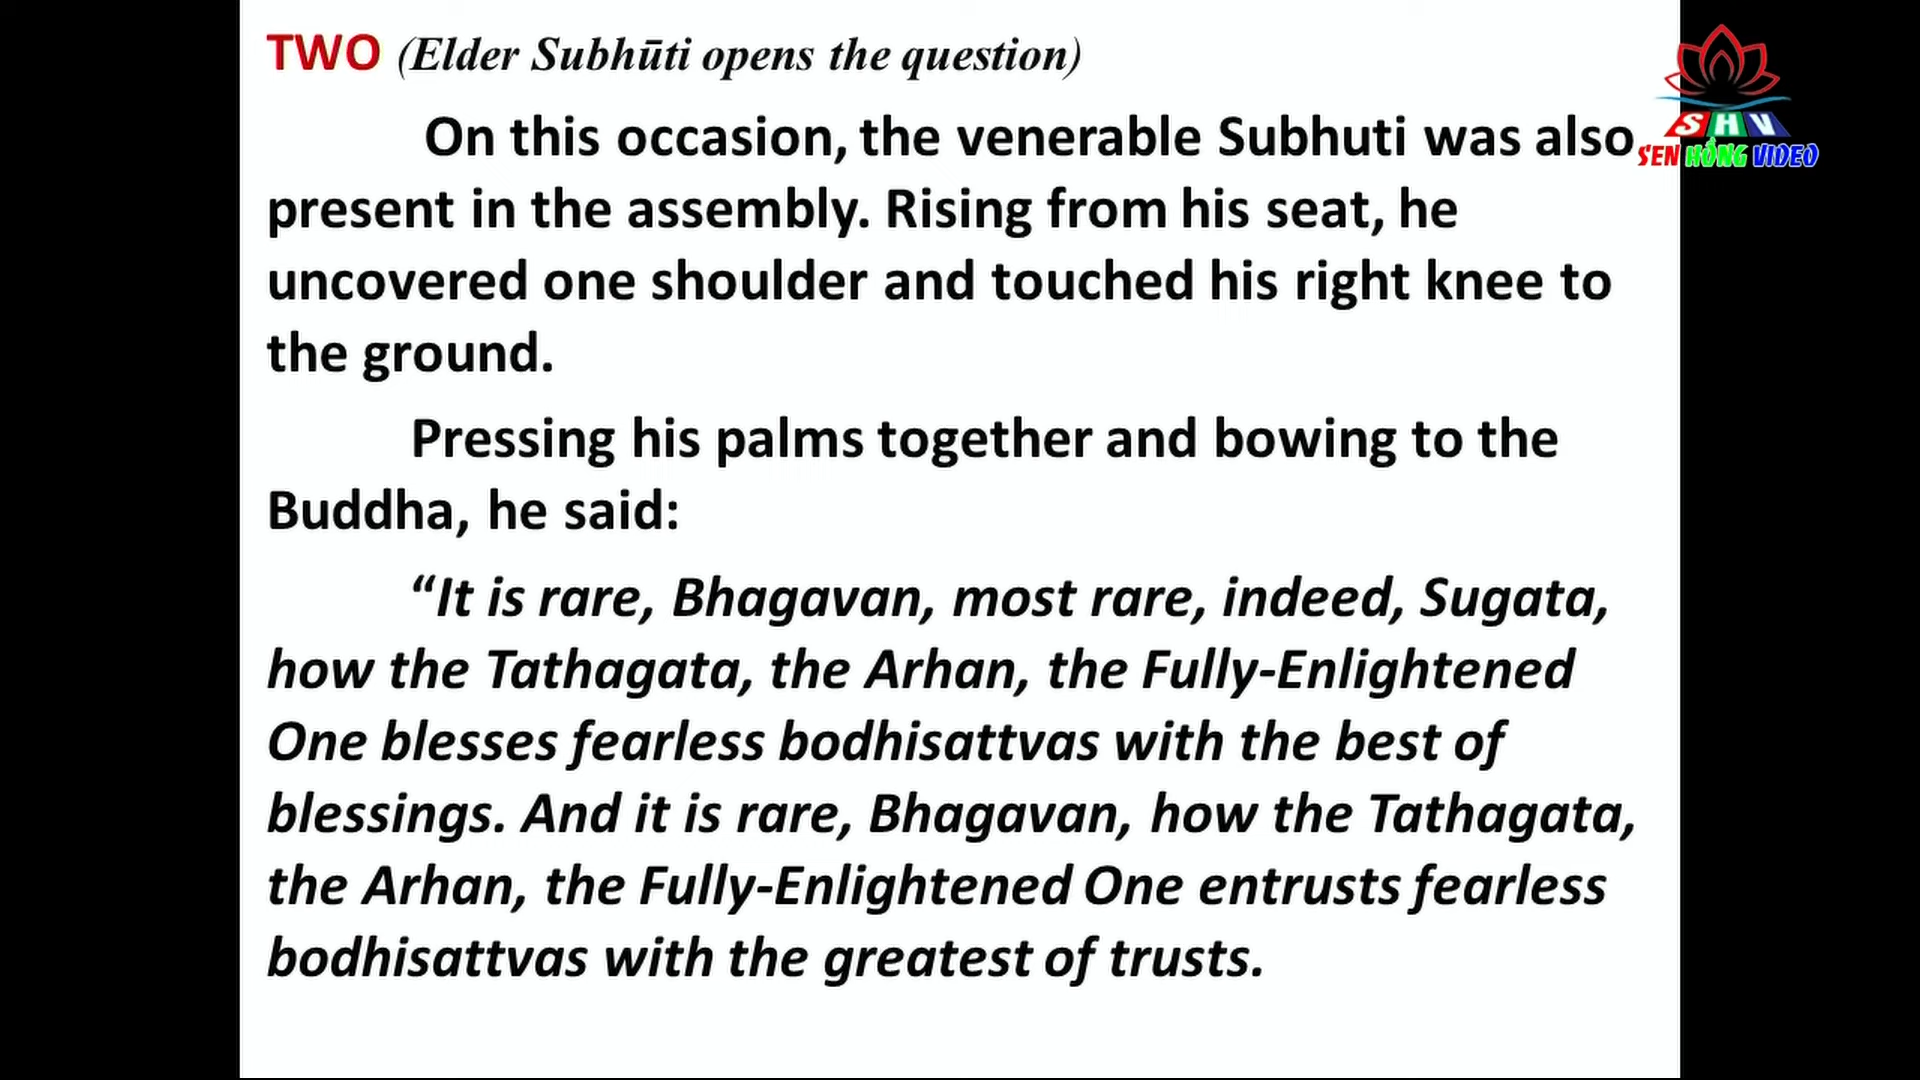 TWO (Elder Subhūti opens the question)
On this occasion, the venerable Subhuti was also
present in the assembly. Rising from his seat, he
uncovered one shoulder and touched his right knee to
the ground.
Pressing his palms together and bowing to the
Buddha, he said:
“It is rare, Bhagavan, most rare, indeed, Sugata,
how the Tathagata, the Arhan, the Fully-Enlightened
One blesses fearless bodhisattvas with the best of
blessings. And it is rare, Bhagavan, how the Tathagata,
the Arhan, the Fully-Enlightened One entrusts fearless
bodhisattvas with the greatest of trusts.
SHV
SEN HỒNG VIDEO